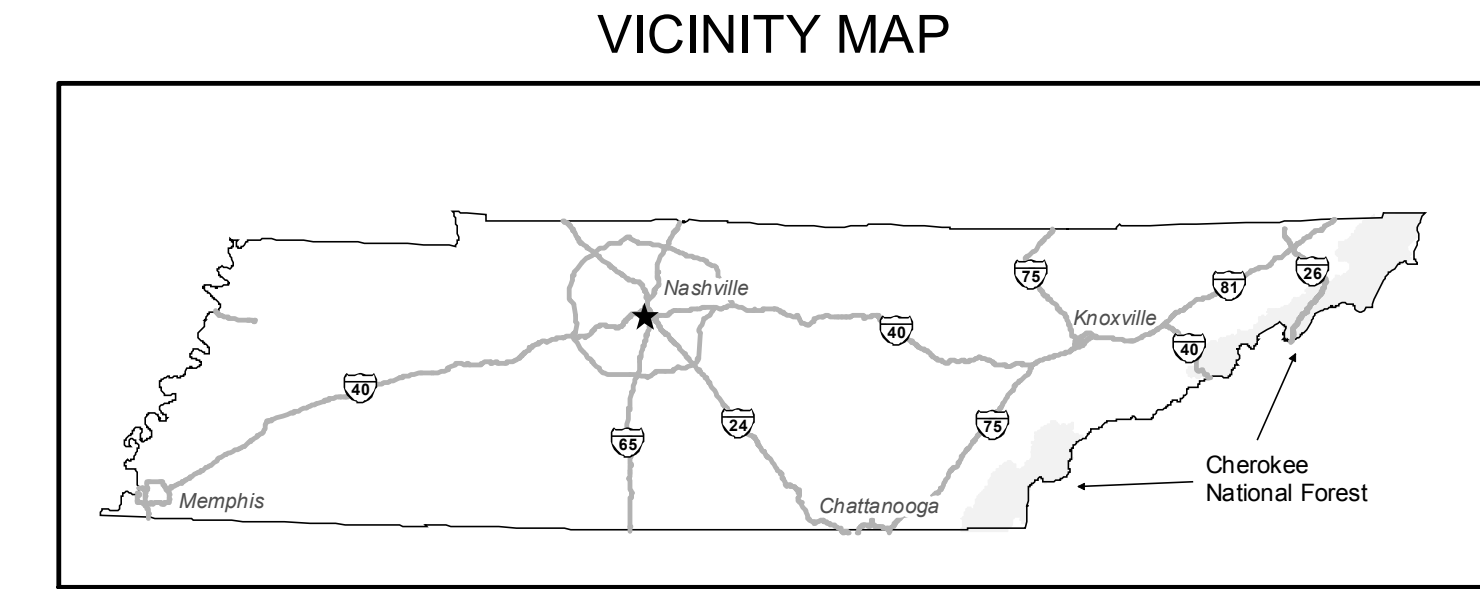 VICINITY MAP
Nashville
75
26
81
Knoxville
40
40
40
24
75
65
Cherokee
National Forest
Memphis
Chattanooga